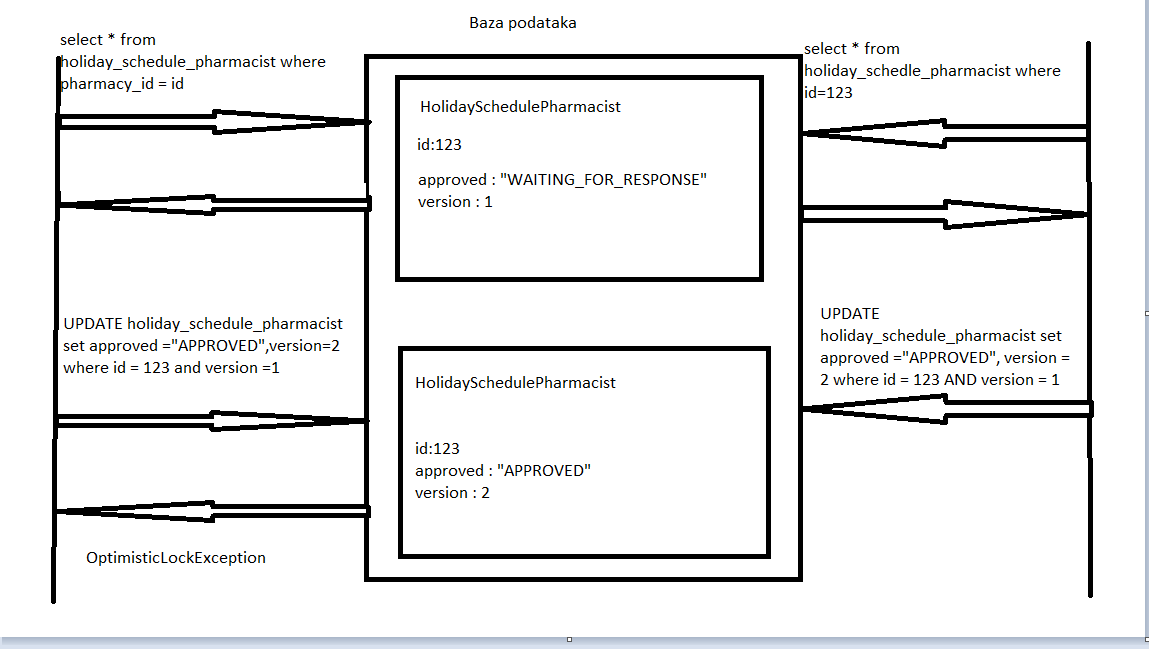 Baza podataka
select * from
holiday_schedule_pharmacist where
pharmacy_id = id
select * from
holiday_schedle_pharmacist where
id=123
HolidaySchedulePharmacist
id:123
approved : "WAITING_FOR_RESPONSE"
version : 1
UPDATE holiday_schedule_pharmacist
set approved ="APPROVED",version=2
where id = 123 and version =1
UPDATE
holiday_schedule_pharmacist set
approved ="APPROVED", version =
2 where id = 123 AND version = 1
HolidaySchedulePharmacist
id:123
approved : "APPROVED"
version : 2
OptimisticLockException